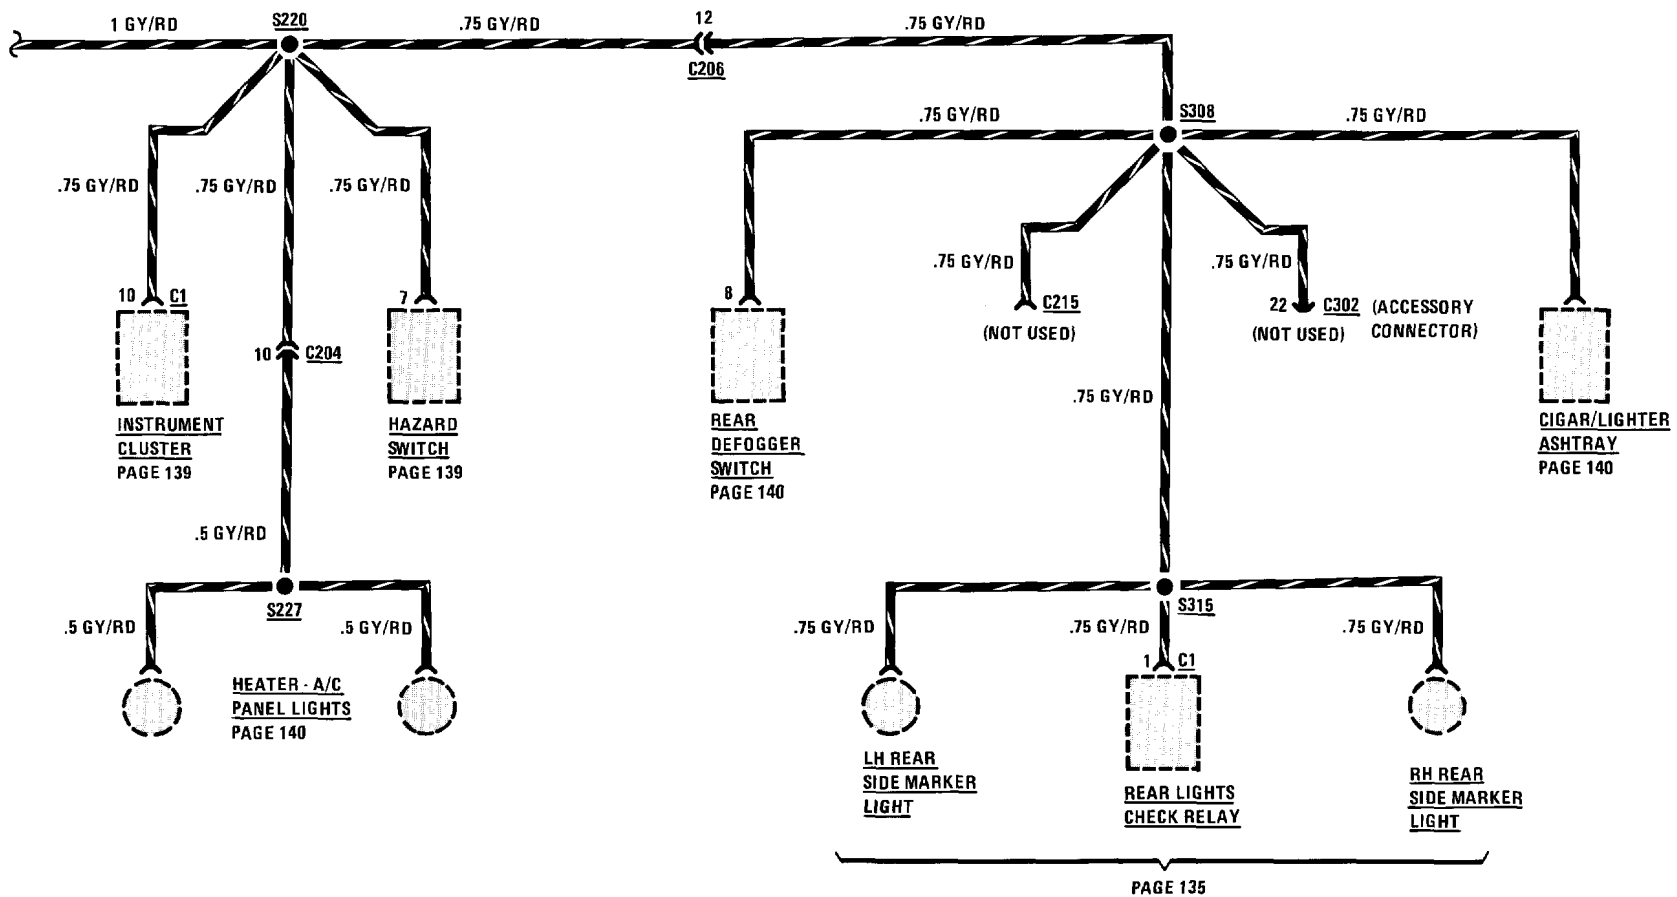 1 GY/RD
S220
.75 GY/RD
12
C206
.75 GY/RD
.75 GY/RD
S308
.75 GY/RD
.75 GY/RD
.75 GY/RD
.75 GY/RD
.75 GY/RD
.75 GY/RD
10 C1
7
8
C215
(NOT USED)
22 C302 (ACCESSORY
CONNECTOR)
(NOT USED)
10 C204
.75 GY/RD
INSTRUMENT
CLUSTER
PAGE 139
HAZARD
SWITCH
PAGE 139
REAR
DEFOGGER
SWITCH
PAGE 140
CIGAR/LIGHTER
ASHTRAY
PAGE 140
.5 GY/RD
S227
S315
.5 GY/RD
.5 GY/RD
.75 GY/RD
.75 GY/RD
.75 GY/RD
1 C1
HEATER - A/C
PANEL LIGHTS
PAGE 140
LH REAR
SIDE MARKER
LIGHT
REAR LIGHTS
CHECK RELAY
RH REAR
SIDE MARKER
LIGHT
PAGE 135